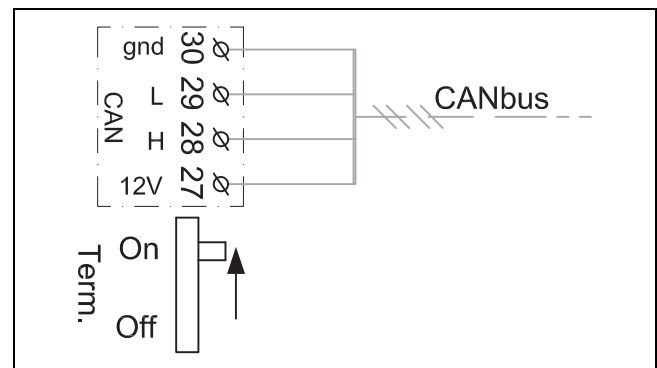 gnd 30
L 29
H 28
12V 27
CAN
CANbus
On
Off
Term.